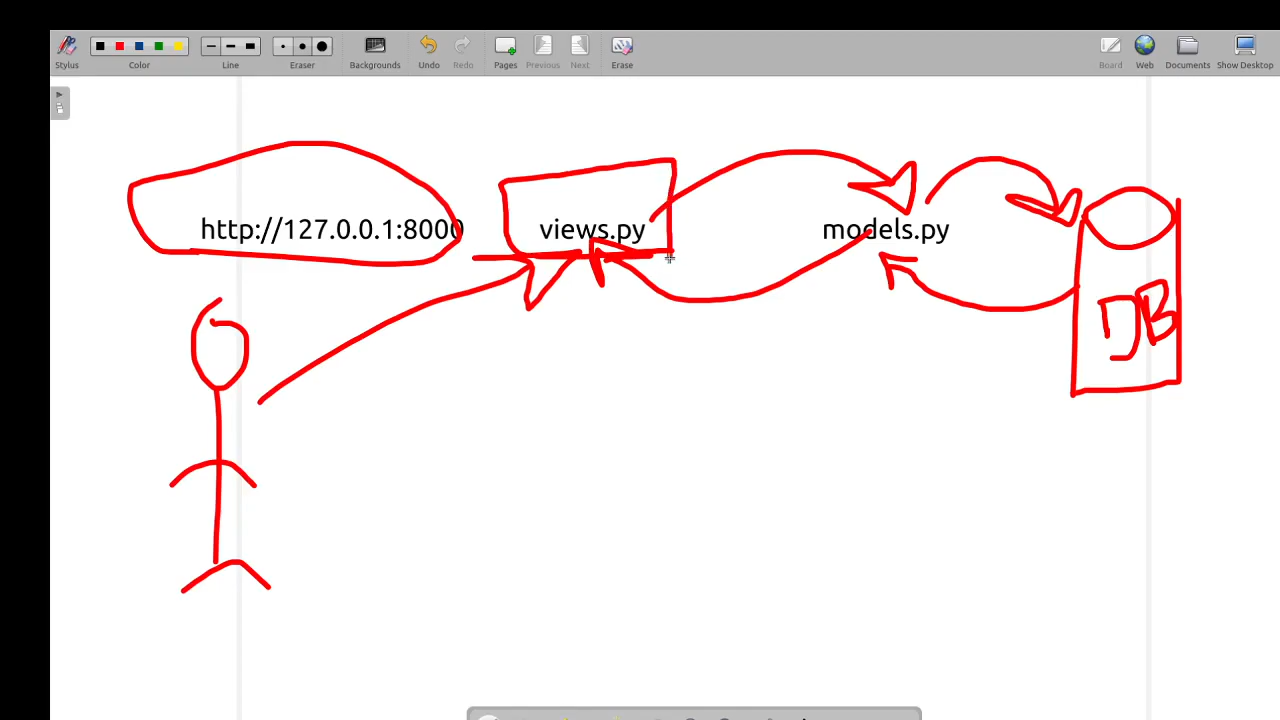 Stylus Color Line Eraser Backgrounds Undo Redo Pages Previous Next Erase Board Web Documents Show Desktop
http://127.0.0.1:8000 views.py models.py
DB